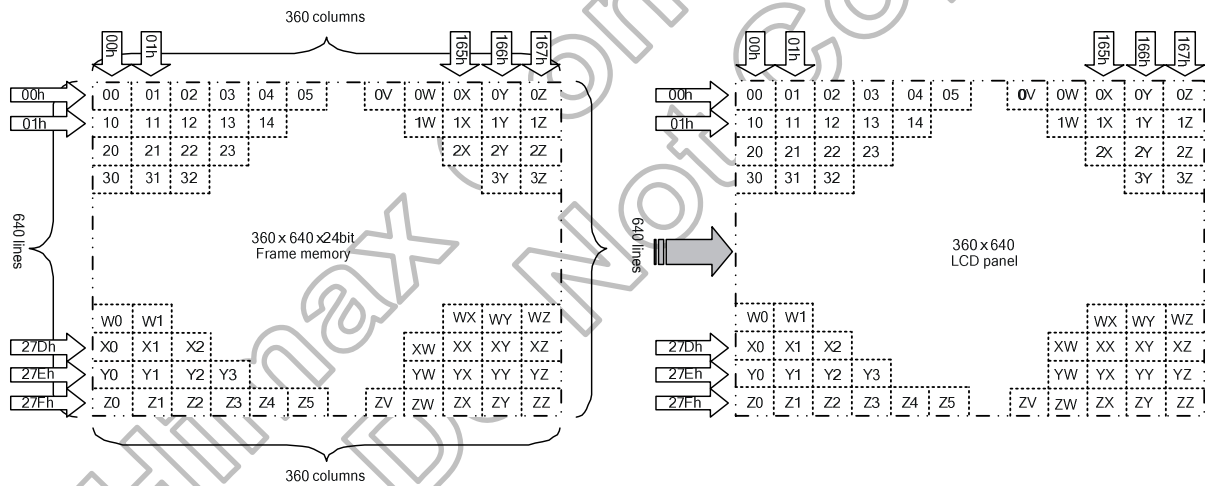 360 columns
00h 01h 165h 166h 167h
00h 01h 165h 166h 167h
00h 00 01 02 03 04 05 0V 0W 0X 0Y 0Z
00h 00 01 02 03 04 05 0V 0W 0X 0Y 0Z
01h 10 11 12 13 14 1W 1X 1Y 1Z
01h 10 11 12 13 14 1W 1X 1Y 1Z
20 21 22 23 2X 2Y 2Z
20 21 22 23 2X 2Y 2Z
30 31 32 3Y 3Z
30 31 32 3Y 3Z
640 lines
360 x 640 x 24bit
Frame memory
640 lines
360 x 640
LCD panel
W0 W1 WX WY WZ
W0 W1 WX WY WZ
27Dh X0 X1 X2 XW XX XY XZ
27Dh X0 X1 X2 XW XX XY XZ
27Eh Y0 Y1 Y2 Y3 YW YX YY YZ
27Eh Y0 Y1 Y2 Y3 YW YX YY YZ
27Fh Z0 Z1 Z2 Z3 Z4 Z5 ZV ZW ZX ZY ZZ
27Fh Z0 Z1 Z2 Z3 Z4 Z5 ZV ZW ZX ZY ZZ
360 columns
Himax
Do Not